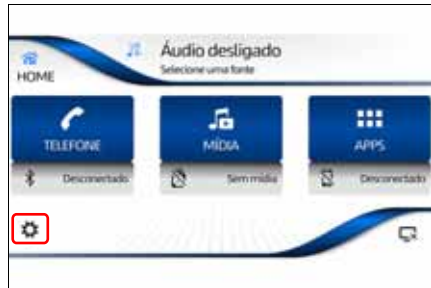 Áudio desligado
Selecione uma fonte
HOME
TELEFONE
MÍDIA
APPS
Desconectado
Sem mídia
Desconectado